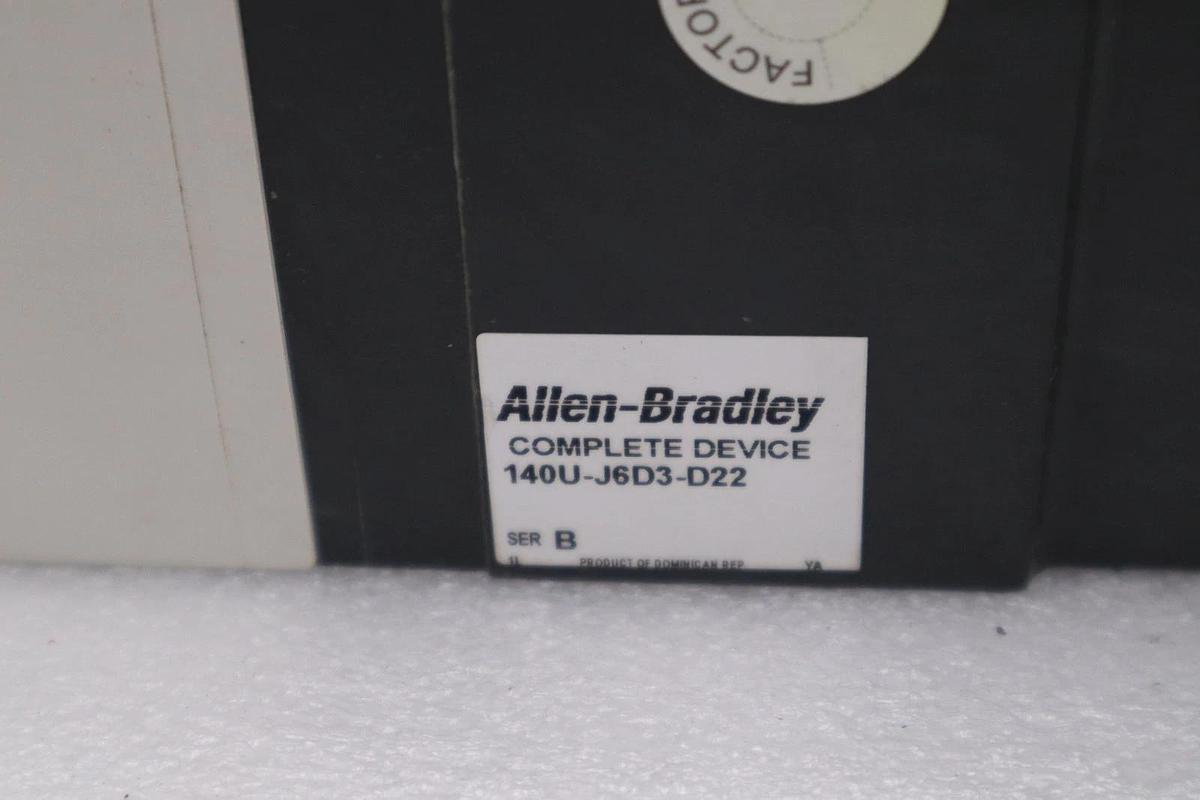 FACTO
Allen-Bradley
COMPLETE DEVICE
140U-J6D3-D22
SER B
PRODUCT OF DOMINICAN REP YA